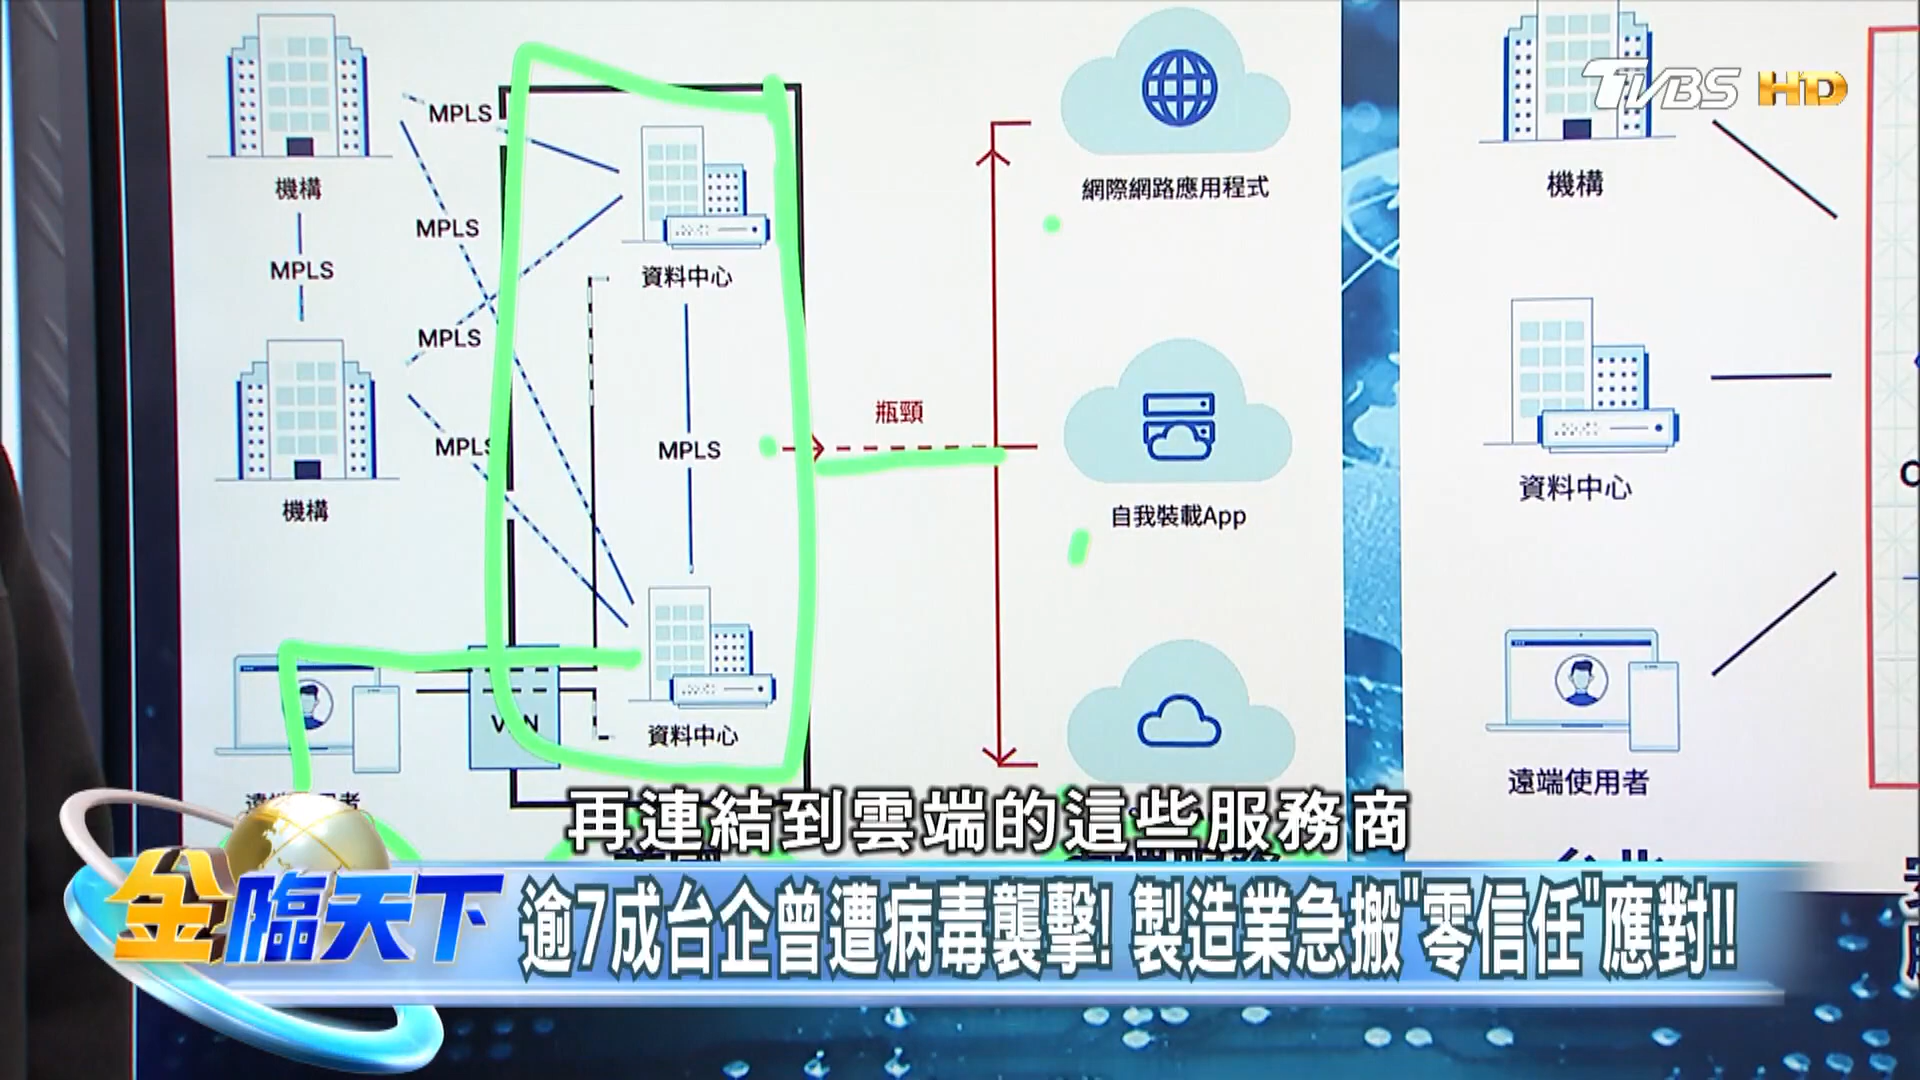 TVBS HD
MPLS
機構
機構
網際網路應用程式
MPLS
MPLS
資料中心
MPLS
瓶頸
MPLS
MPLS
資料中心
機構
自我裝載App
資料中心
遠端使用者
再連結到雲端的這些服務商
金臨天下
逾7成台企曾遭病毒襲擊! 製造業急搬"零信任"應對!!